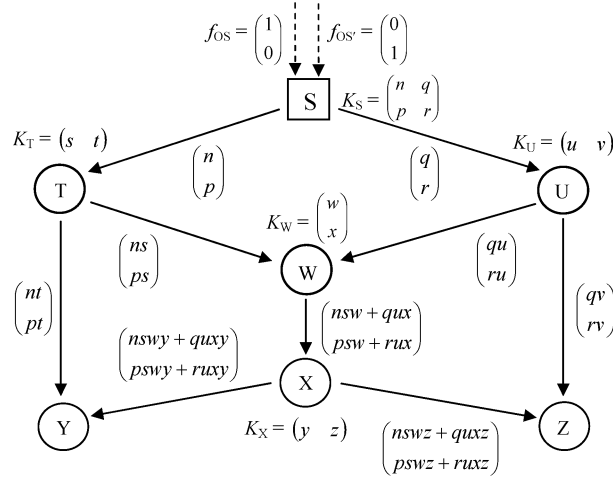 f_OS = (1 0) f_OS′ = (0 1)
S K_S = (n q p r)
K_T = (s t) K_U = (u v)
T (n p) (q r) U
K_W = (w x)
(ns ps) W (qu ru)
(nt pt) (qv rv)
(nswy + quxy pswy + ruxy) (nsw + qux psw + rux)
X
Y K_X = (y z) (nswz + quxz pswz + ruxz) Z